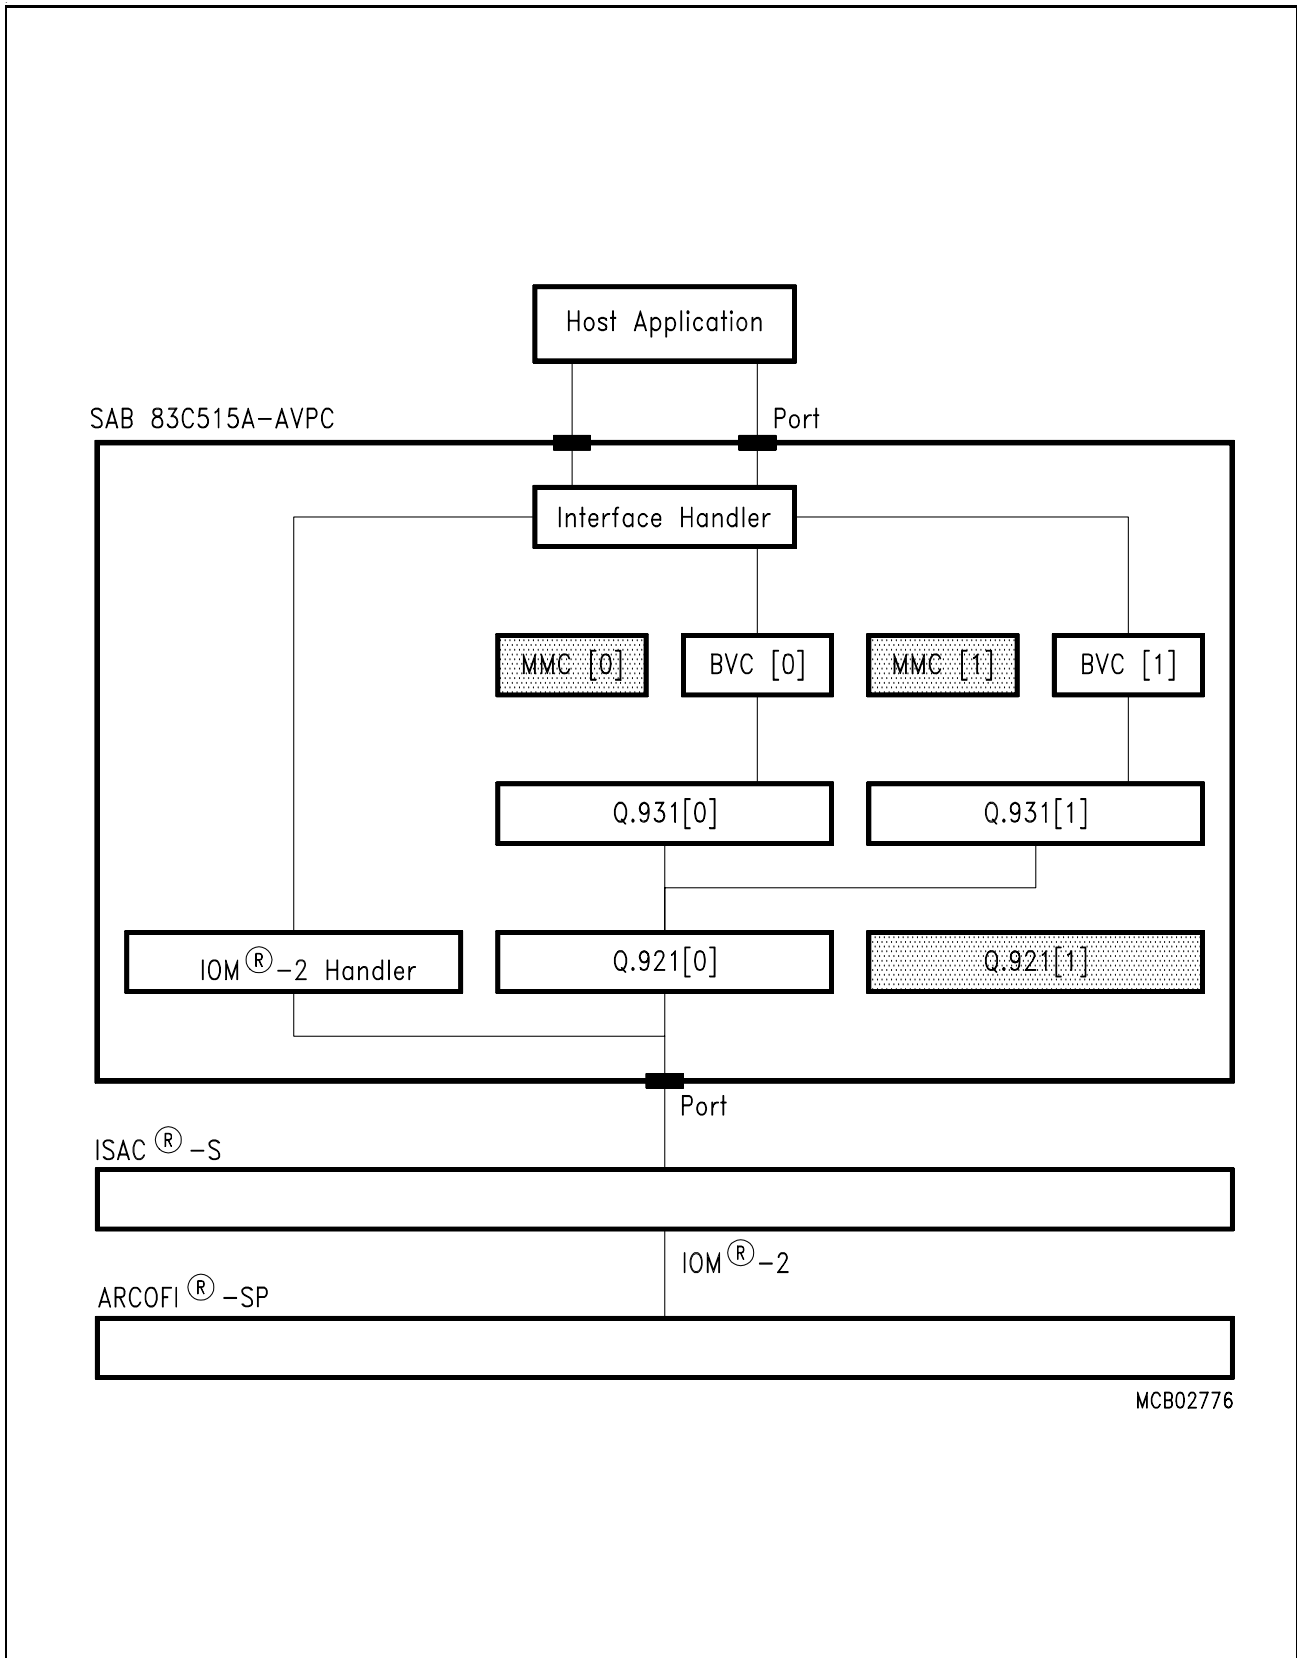 Host Application
SAB 83C515A-AVPC
Port
Interface Handler
MMC [0]
BVC [0]
MMC [1]
BVC [1]
Q.931[0]
Q.931[1]
IOM®-2 Handler
Q.921[0]
Q.921[1]
Port
ISAC®-S
IOM®-2
ARCOFI®-SP
MCB02776